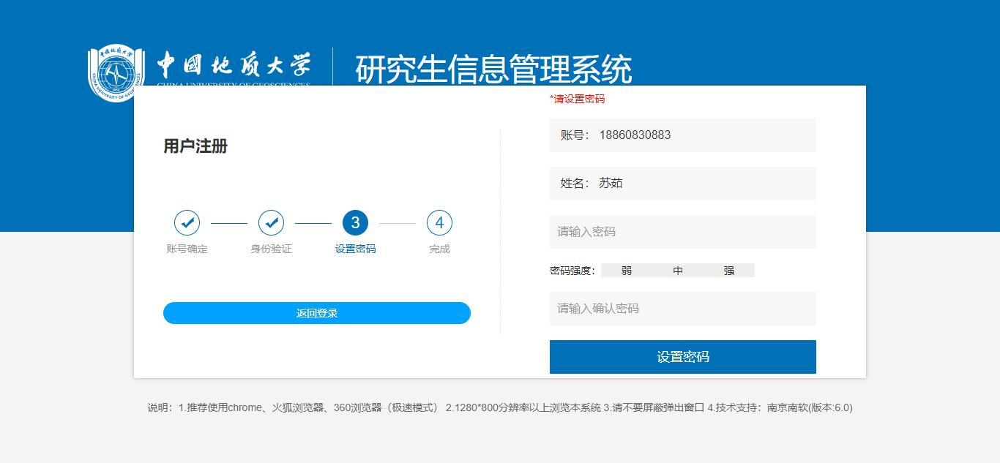 中国地质大学
CHINA UNIVERSITY OF GEOSCIENCES
研究生信息管理系统
用户注册
3
4
账号确定
身份验证
设置密码
完成
返回登录
*请设置密码
账号： 18860830883
姓名： 苏茹
请输入密码
密码强度： 弱 中 强
请输入确认密码
设置密码
说明：1.推荐使用chrome、火狐浏览器、360浏览器（极速模式） 2.1280*800分辨率以上浏览本系统 3.请不要屏蔽弹出窗口 4.技术支持：南京南软(版本:6.0)